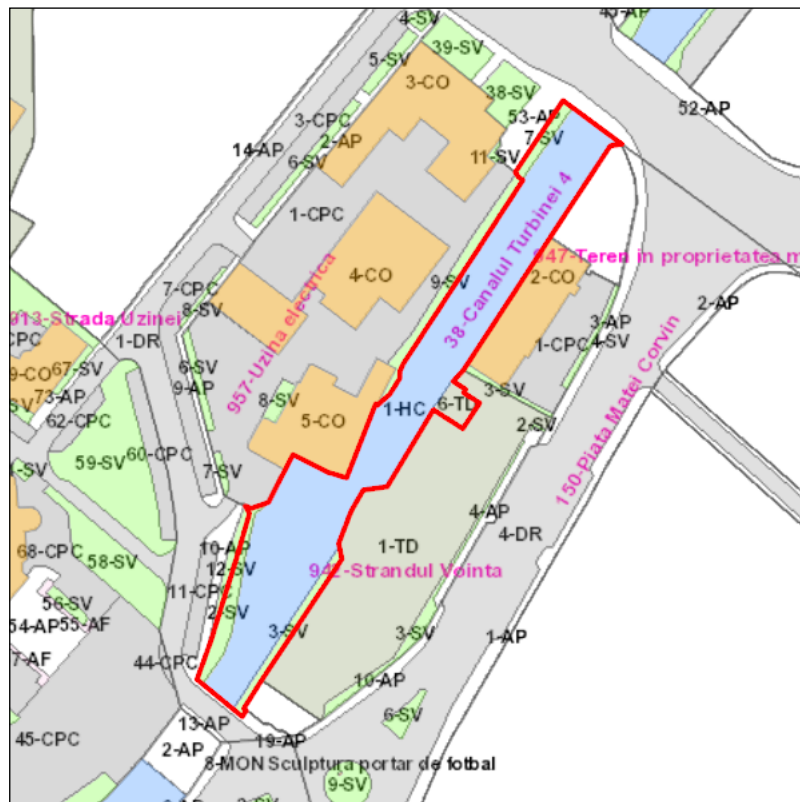 4-SV
45-AP
39-SV
5-SV
3-CO
38-SV
52-AP
53-AP
3-CPC
7-SV
2-AP
14-AP
11-SV
6-SV
1-CPC
38-Canalul Turbinei 4
947-Teren in proprietatea m
4-CO
2-CO
9-SV
7-CPC
2-AP
8-SV
913-Strada Uzinei
957-Uzina electrica
3-AP
1-DR
CPC
1-CPC
4-SV
150-Piata Matei Corvin
6-SV
67-SV
9-CO
9-AP
3-SV
73-AP
8-SV
6-TD
1-HC
SV
62-CPC
5-CO
2-SV
60-CPC
59-SV
7-SV
4-AP
4-DR
10-AP
1-TD
68-CPC
58-SV
12-SV
942-Strandul Vointa
11-CPC
56-SV
2-SV
54-AP
55-AF
3-SV
3-SV
1-AP
7-AF
44-CPC
10-AP
6-SV
13-AP
45-CPC
19-AP
2-AP
8-MON Sculptura portar de fotbal
9-SV